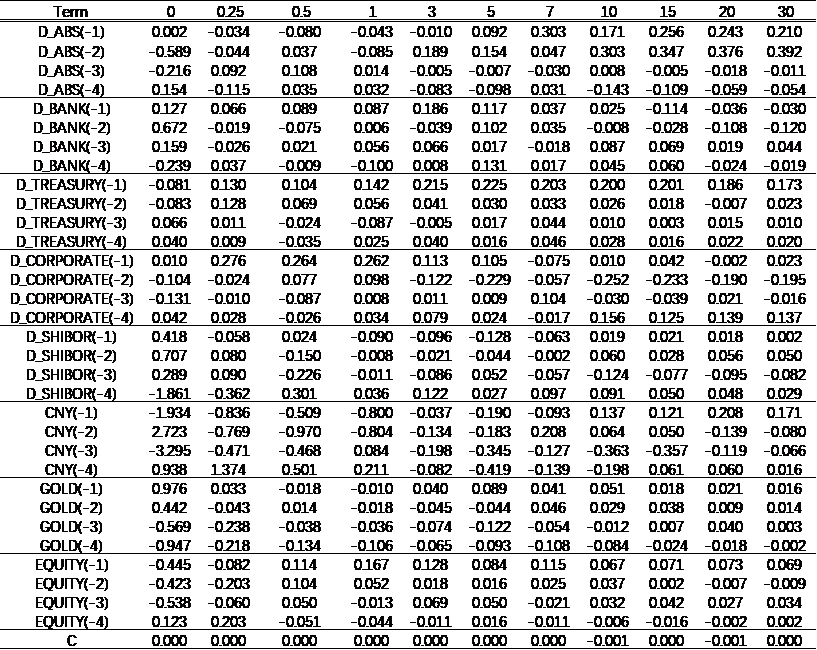 Term 0 0.25 0.5 1 3 5 7 10 15 20 30
D_ABS(-1) 0.002 -0.034 -0.080 -0.043 -0.010 0.092 0.303 0.171 0.256 0.243 0.210
D_ABS(-2) -0.589 -0.044 0.037 -0.085 0.189 0.154 0.047 0.303 0.347 0.376 0.392
D_ABS(-3) -0.216 0.092 0.108 0.014 -0.005 -0.007 -0.030 0.008 -0.005 -0.018 -0.011
D_ABS(-4) 0.154 -0.115 0.035 0.032 -0.083 -0.098 0.031 -0.143 -0.109 -0.059 -0.054
D_BANK(-1) 0.127 0.066 0.089 0.087 0.186 0.117 0.037 0.025 -0.114 -0.036 -0.030
D_BANK(-2) 0.672 -0.019 -0.075 0.006 -0.039 0.102 0.035 -0.008 -0.028 -0.108 -0.120
D_BANK(-3) 0.159 -0.026 0.021 0.056 0.066 0.017 -0.018 0.087 0.069 0.019 0.044
D_BANK(-4) -0.239 0.037 -0.009 -0.100 0.008 0.131 0.017 0.045 0.060 -0.024 -0.019
D_TREASURY(-1) -0.081 0.130 0.104 0.142 0.215 0.225 0.203 0.200 0.201 0.186 0.173
D_TREASURY(-2) -0.083 0.128 0.069 0.056 0.041 0.030 0.033 0.026 0.018 -0.007 0.023
D_TREASURY(-3) 0.066 0.011 -0.024 -0.087 -0.005 0.017 0.044 0.010 0.003 0.015 0.010
D_TREASURY(-4) 0.040 0.009 -0.035 0.025 0.040 0.016 0.046 0.028 0.016 0.022 0.020
D_CORPORATE(-1) 0.010 0.276 0.264 0.262 0.113 0.105 -0.075 0.010 0.042 -0.002 0.023
D_CORPORATE(-2) -0.104 -0.024 0.077 0.098 -0.122 -0.229 -0.057 -0.252 -0.233 -0.190 -0.195
D_CORPORATE(-3) -0.131 -0.010 -0.087 0.008 0.011 0.009 0.104 -0.030 -0.039 0.021 -0.016
D_CORPORATE(-4) 0.042 0.028 -0.026 0.034 0.079 0.024 -0.017 0.156 0.125 0.139 0.137
D_SHIBOR(-1) 0.418 -0.058 0.024 -0.090 -0.096 -0.128 -0.063 0.019 0.021 0.018 0.002
D_SHIBOR(-2) 0.707 0.080 -0.150 -0.008 -0.021 -0.044 -0.002 0.060 0.028 0.056 0.050
D_SHIBOR(-3) 0.289 0.090 -0.226 -0.011 -0.086 0.052 -0.057 -0.124 -0.077 -0.095 -0.082
D_SHIBOR(-4) -1.861 -0.362 0.301 0.036 0.122 0.027 0.097 0.091 0.050 0.048 0.029
CNY(-1) -1.934 -0.836 -0.509 -0.800 -0.037 -0.190 -0.093 0.137 0.121 0.208 0.171
CNY(-2) 2.723 -0.769 -0.970 -0.804 -0.134 -0.183 0.208 0.064 0.050 -0.139 -0.080
CNY(-3) -3.295 -0.471 -0.468 0.084 -0.198 -0.345 -0.127 -0.363 -0.357 -0.119 -0.066
CNY(-4) 0.938 1.374 0.501 0.211 -0.082 -0.419 -0.139 -0.198 0.061 0.060 0.016
GOLD(-1) 0.976 0.033 -0.018 -0.010 0.040 0.089 0.041 0.051 0.018 0.021 0.016
GOLD(-2) 0.442 -0.043 0.014 -0.018 -0.045 -0.044 0.046 0.029 0.038 0.009 0.014
GOLD(-3) -0.569 -0.238 -0.038 -0.036 -0.074 -0.122 -0.054 -0.012 0.007 0.040 0.003
GOLD(-4) -0.947 -0.218 -0.134 -0.106 -0.065 -0.093 -0.108 -0.084 -0.024 -0.018 -0.002
EQUITY(-1) -0.445 -0.082 0.114 0.167 0.128 0.084 0.115 0.067 0.071 0.073 0.069
EQUITY(-2) -0.423 -0.203 0.104 0.052 0.018 0.016 0.025 0.037 0.002 -0.007 -0.009
EQUITY(-3) -0.538 -0.060 0.050 -0.013 0.069 0.050 -0.021 0.032 0.042 0.027 0.034
EQUITY(-4) 0.123 0.203 -0.051 -0.044 -0.011 0.016 -0.011 -0.006 -0.016 -0.002 0.002
C 0.000 0.000 0.000 0.000 0.000 0.000 0.000 -0.001 0.000 -0.001 0.000